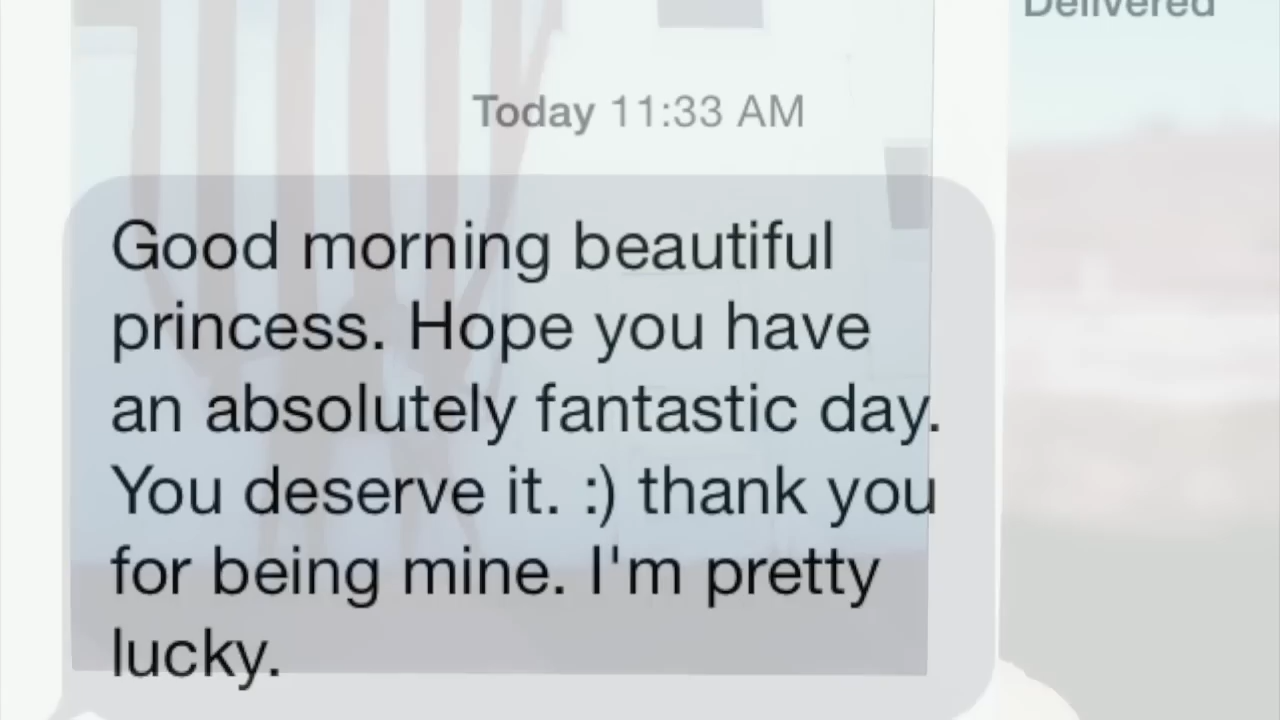 Delivered
Today 11:33 AM
Good morning beautiful
princess. Hope you have
an absolutely fantastic day.
You deserve it. :) thank you
for being mine. I'm pretty
lucky.